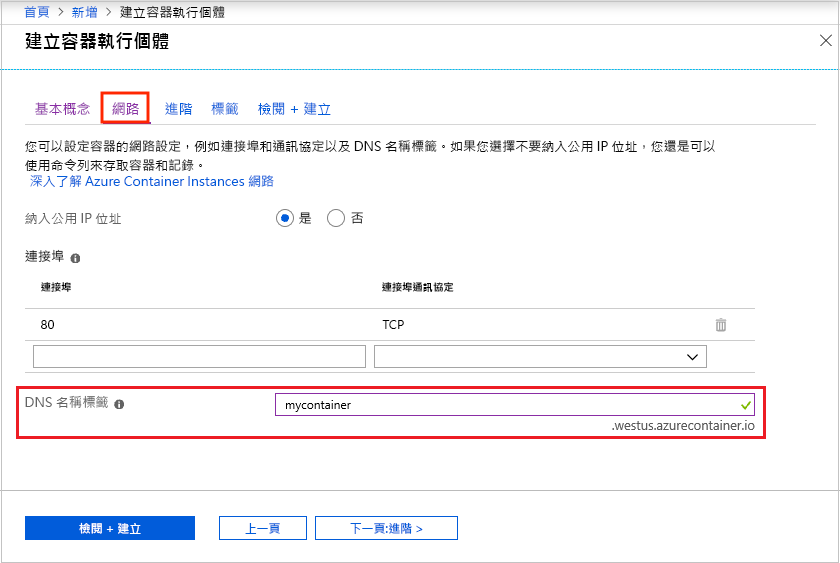 首頁 > 新增 > 建立容器執行個體
建立容器執行個體
基本概念 網路 進階 標籤 檢閱 + 建立
您可以設定容器的網路設定，例如連接埠和通訊協定以及 DNS 名稱標籤。如果您選擇不要納入公用 IP 位址，您還是可以
使用命令列來存取容器和記錄。
深入了解 Azure Container Instances 網路
納入公用 IP 位址 是 否
連接埠
連接埠 連接埠通訊協定
80 TCP
DNS 名稱標籤 mycontainer
.westus.azurecontainer.io
檢閱 + 建立 上一頁 下一頁:進階 >